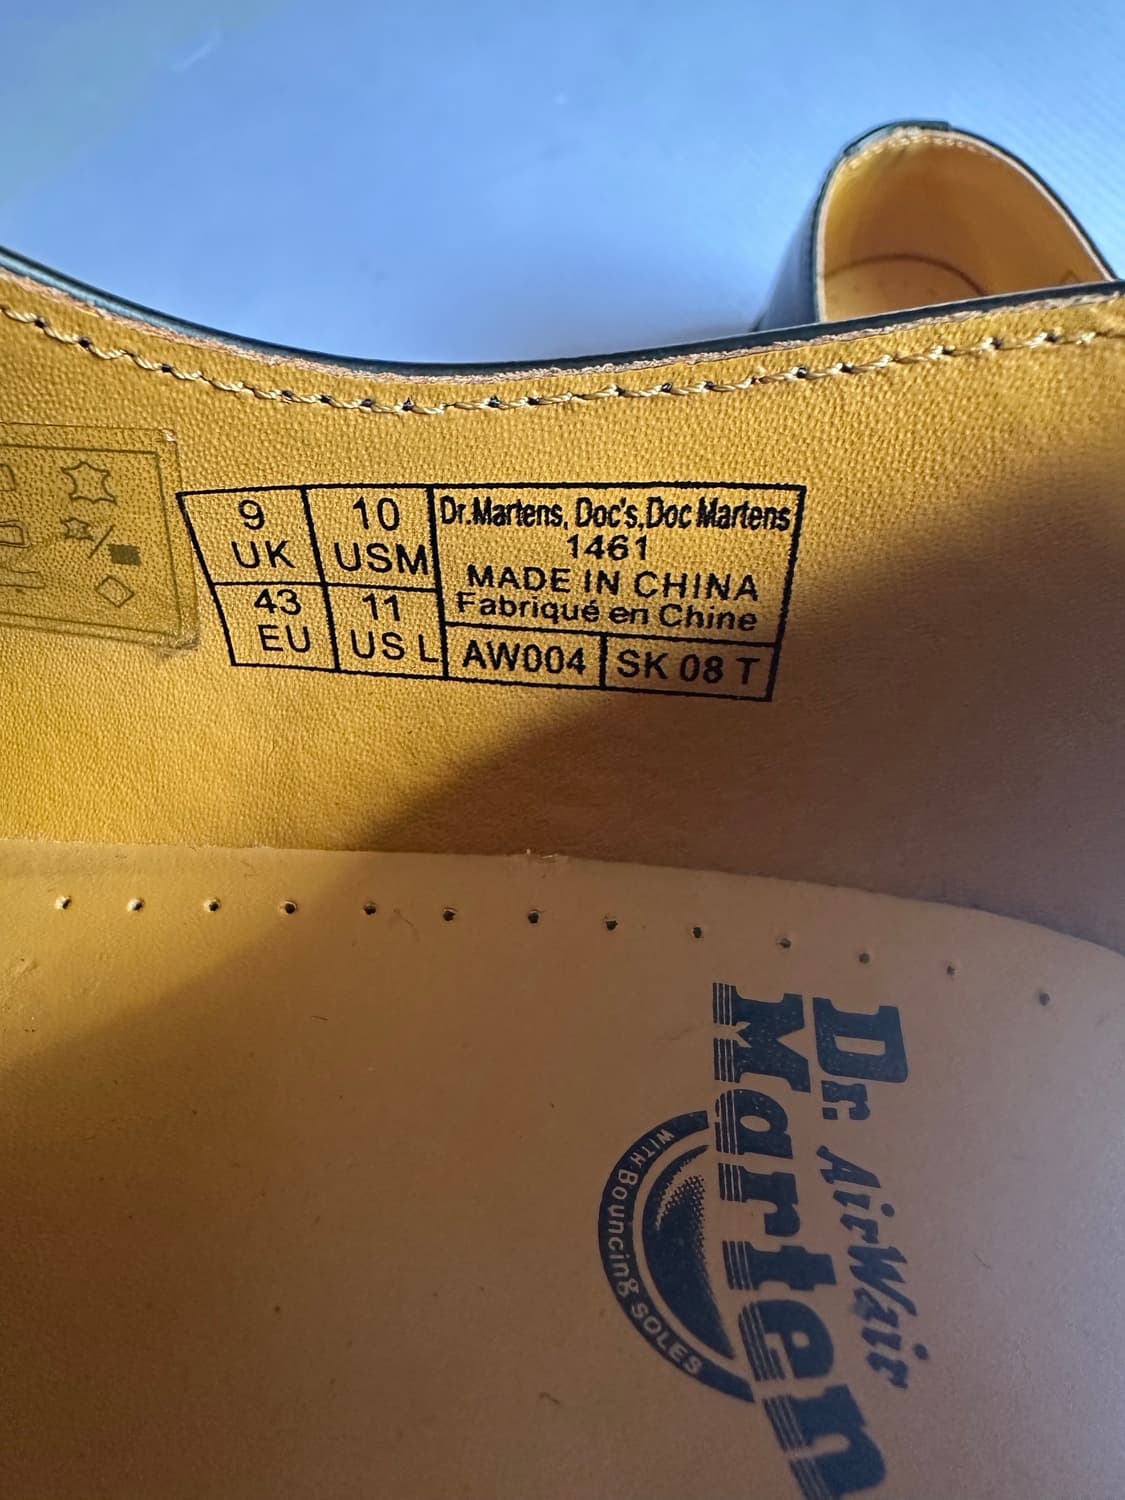 9
UK
10
USM
43
EU
11
US L
Dr.Martens, Doc's,Doc Martens
1461
MADE IN CHINA
Fabriqué en Chine
AW004
SK 08 T
Dr. AirWair
Marten
WITH Bouncing SOLES